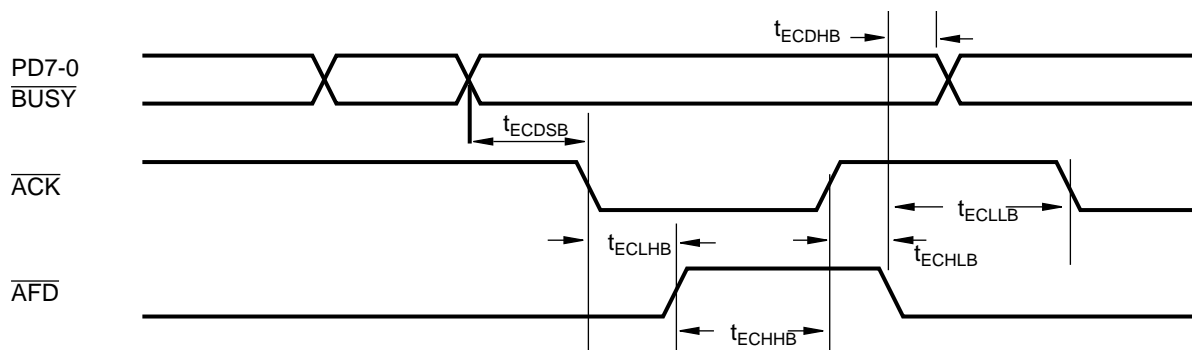 tECDHB
PD7-0
BUSY
tECDSB
ACK
tECLLB
tECLHB
tECHLB
AFD
tECHHB